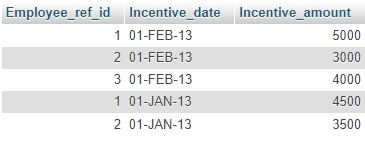 Employee_ref_id Incentive_date Incentive_amount
1 01-FEB-13 5000
2 01-FEB-13 3000
3 01-FEB-13 4000
1 01-JAN-13 4500
2 01-JAN-13 3500